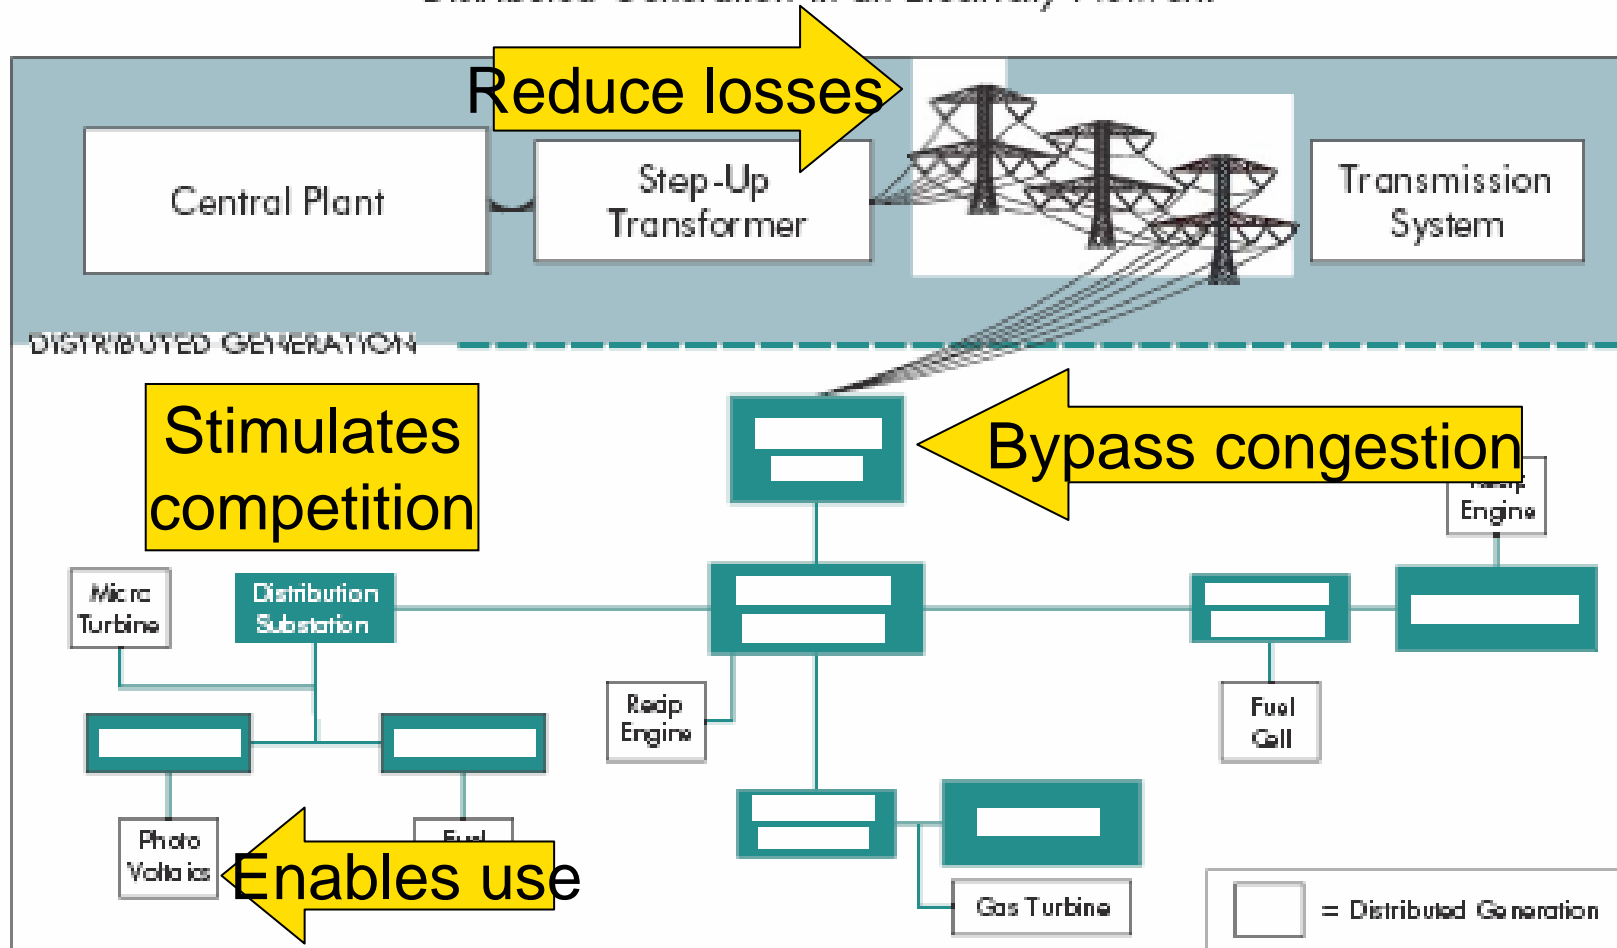 Reduce losses
Central Plant
Step-Up
Transformer
Transmission
System
DISTRIBUTED GENERATION
Stimulates
competition
Bypass congestion
Engine
Micro
Turbine
Distribution
Substation
Recip
Engine
Fuel
Cell
Photo
Voltaics
Fuel
Enables use
Gas Turbine
= Distributed Generation